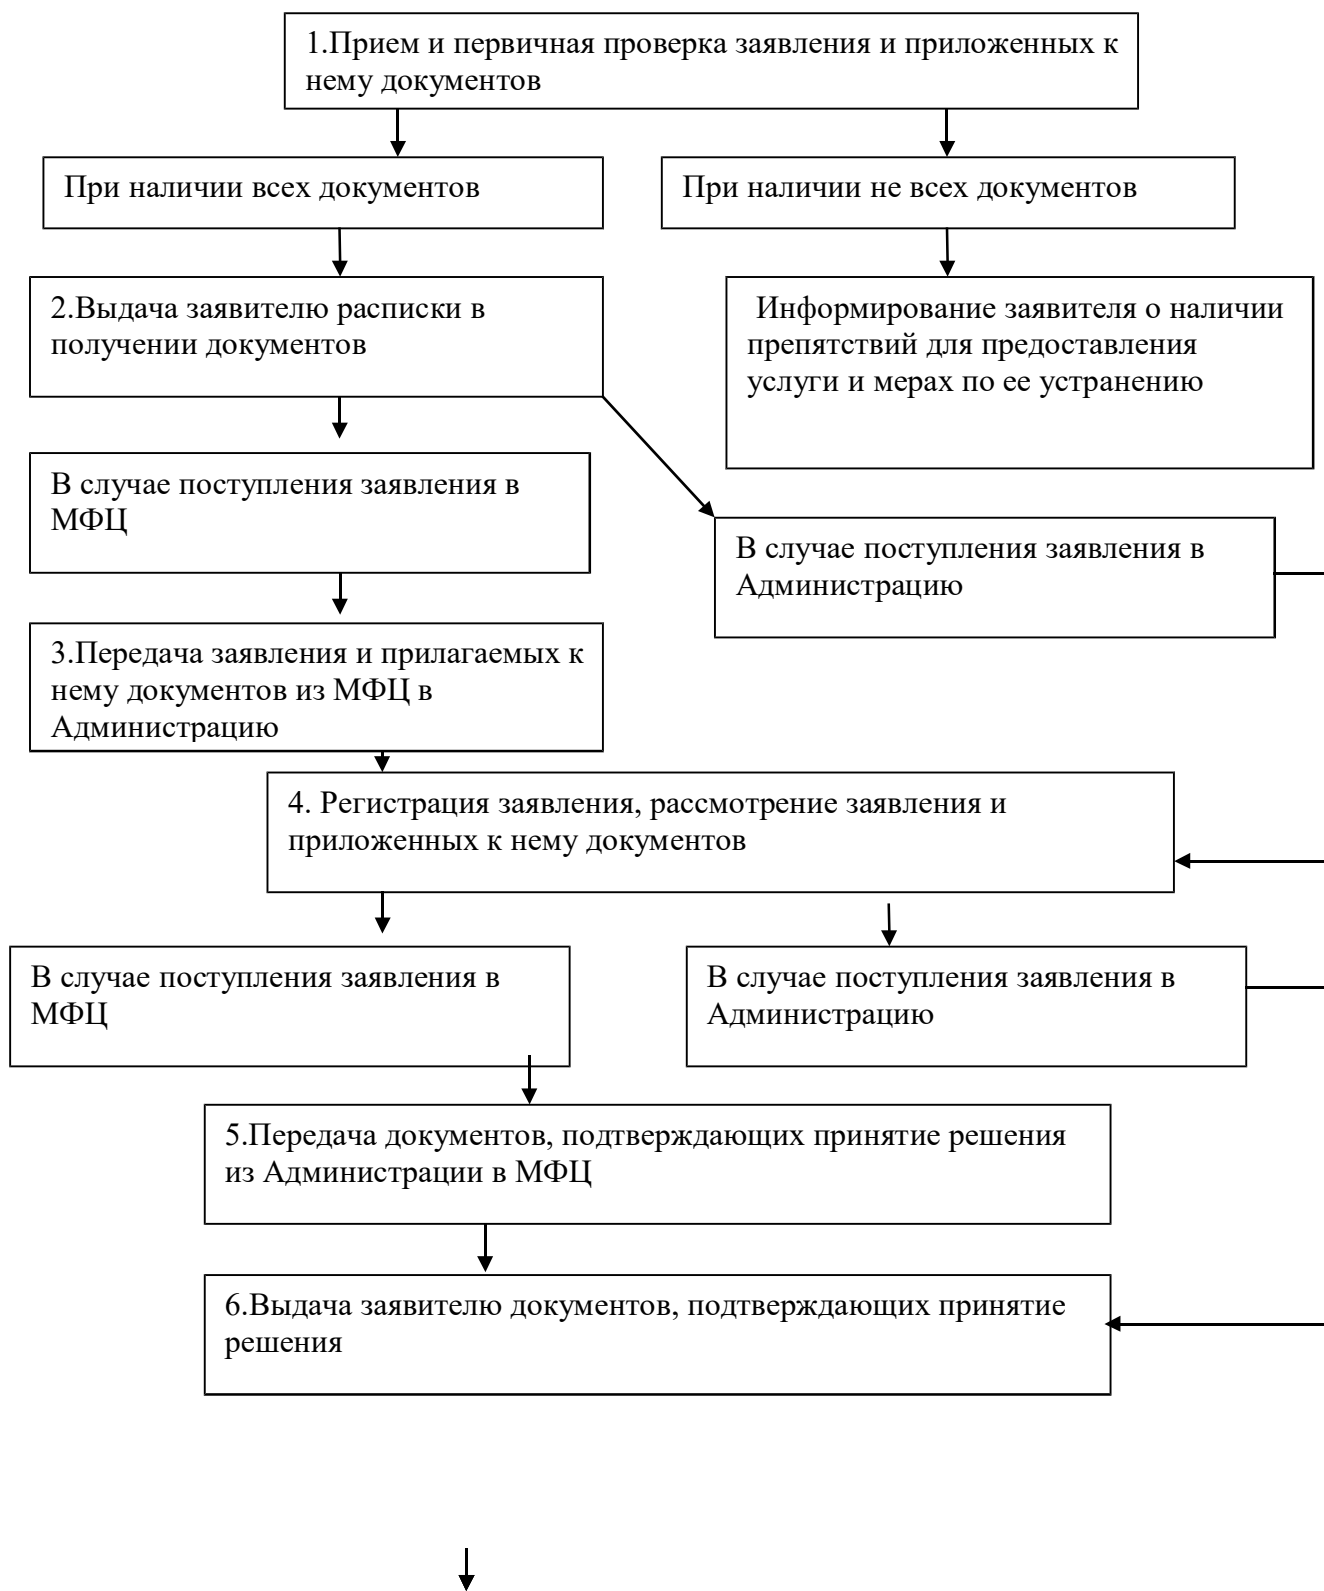 1.Прием и первичная проверка заявления и приложенных к
нему документов
При наличии всех документов
При наличии не всех документов
2.Выдача заявителю расписки в
получении документов
Информирование заявителя о наличии
препятствий для предоставления
услуги и мерах по ее устранению
В случае поступления заявления в
МФЦ
В случае поступления заявления в
Администрацию
3.Передача заявления и прилагаемых к
нему документов из МФЦ в
Администрацию
4. Регистрация заявления, рассмотрение заявления и
приложенных к нему документов
В случае поступления заявления в
МФЦ
В случае поступления заявления в
Администрацию
5.Передача документов, подтверждающих принятие решения
из Администрации в МФЦ
6.Выдача заявителю документов, подтверждающих принятие
решения